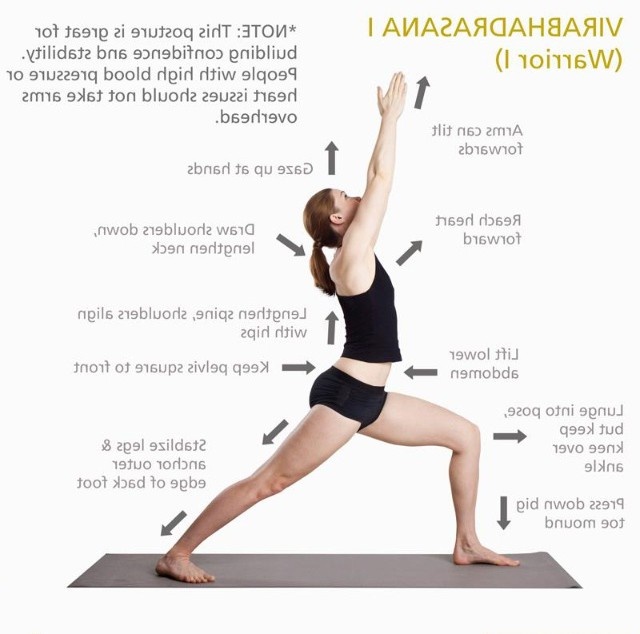 VIRABHADRASANA I
(Warrior I)
*NOTE: This posture is great for
building confidence and stability.
People with high blood pressure or
heart issues should not take arms
overhead.
Arms can tilt
forwards
Gaze up at hands
Reach heart
forward
Draw shoulders down,
lengthen neck
Lengthen spine, shoulders align
with hips
Lift lower
abdomen
Keep pelvis square to front
Lunge into pose,
but keep
knee over
ankle
Stablize legs &
anchor outer
edge of back foot
Press down big
toe mound